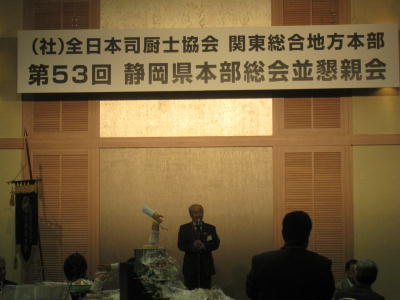 (社)全日本司厨士協会 関東総合地方本部
第53回 静岡県本部総会並懇親会